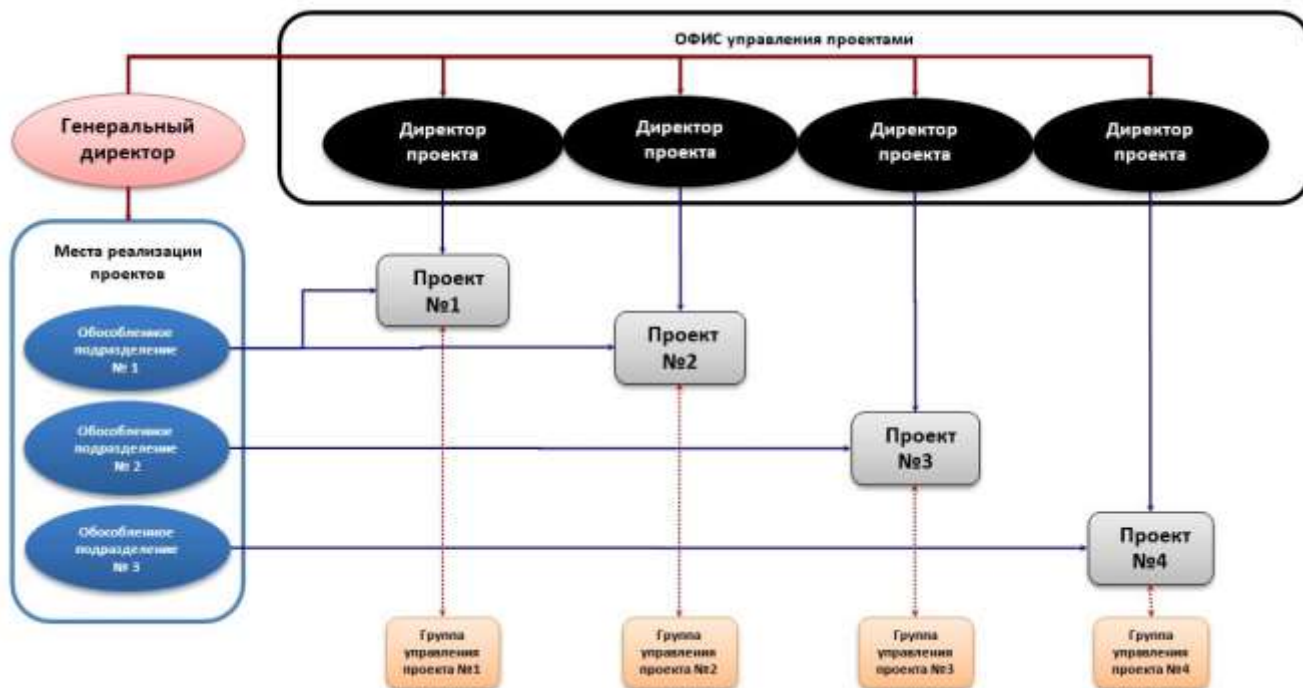 ОФИС управления проектами
Генеральный
директор
Директор
проекта
Директор
проекта
Директор
проекта
Директор
проекта
Места реализации
проектов
Обособленное
подразделение
№ 1
Обособленное
подразделение
№ 2
Обособленное
подразделение
№ 3
Проект
№1
Проект
№2
Проект
№3
Проект
№4
Группа
управления
проекта №1
Группа
управления
проекта №2
Группа
управления
проекта №3
Группа
управления
проекта №4